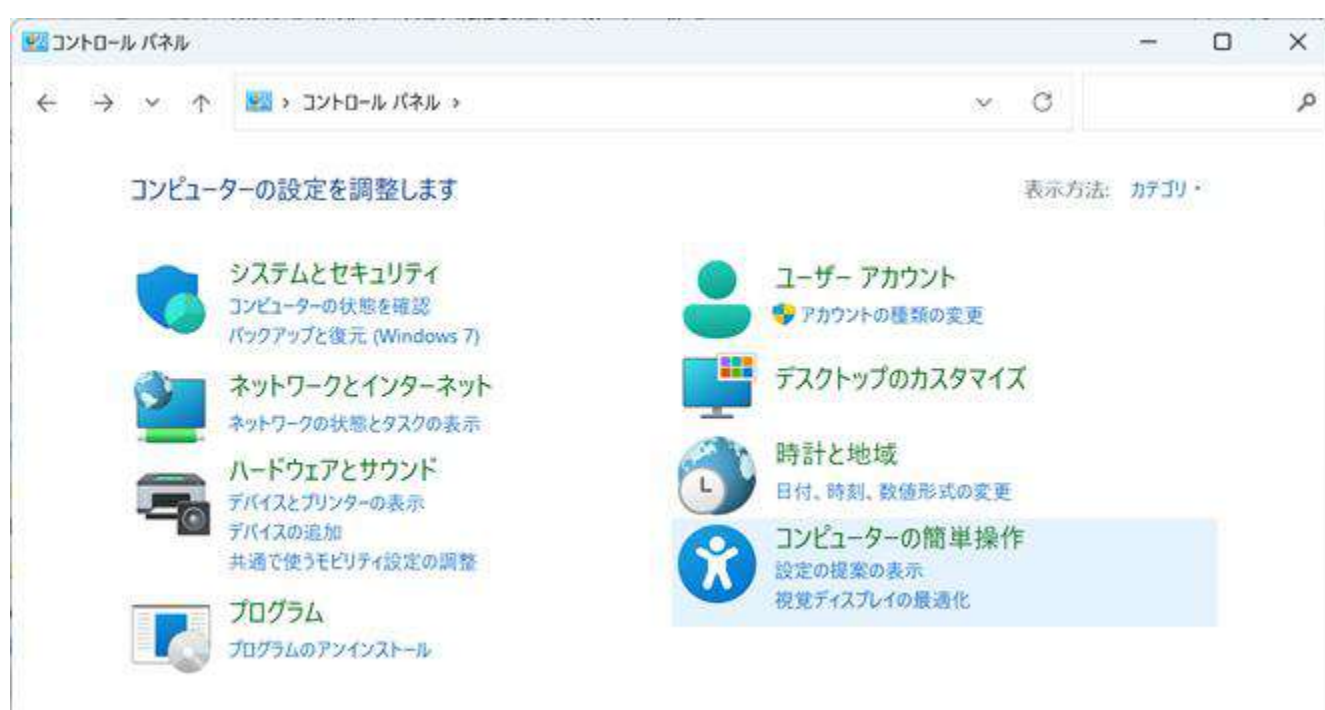 コントロール パネル
コントロール パネル
コンピューターの設定を調整します
表示方法: カテゴリ
システムとセキュリティ
コンピューターの状態を確認
バックアップと復元 (Windows 7)
ネットワークとインターネット
ネットワークの状態とタスクの表示
ハードウェアとサウンド
デバイスとプリンターの表示
デバイスの追加
共通で使うモビリティ設定の調整
プログラム
プログラムのアンインストール
ユーザー アカウント
アカウントの種類の変更
デスクトップのカスタマイズ
時計と地域
日付、時刻、数値形式の変更
コンピューターの簡単操作
設定の提案の表示
視覚ディスプレイの最適化